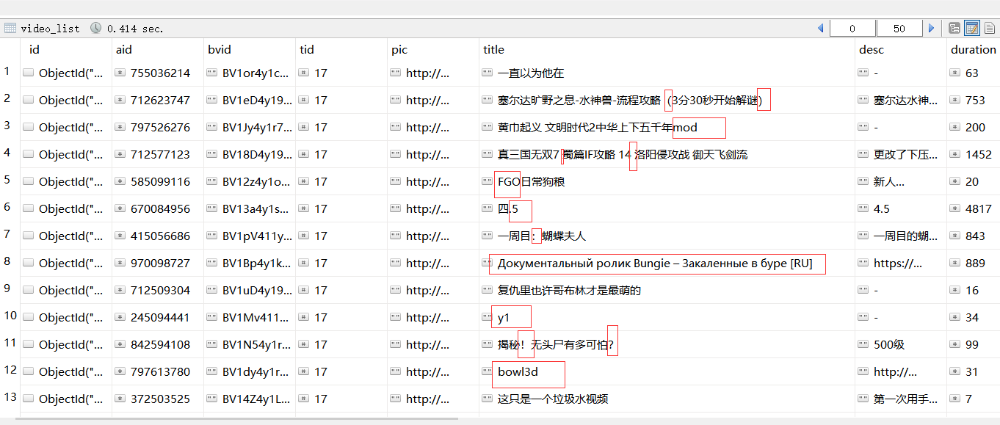 video_list 0.414 sec. 0 50
id aid bvid tid pic title desc duration
1 ObjectId("... 755036214 BV1or4y1c... 17 http://... 一直以为他在 - 63
2 ObjectId("... 712623747 BV1eD4y19... 17 http://... 塞尔达旷野之息-水神兽-流程攻略 (3分30秒开始解谜) 塞尔达水神... 753
3 ObjectId("... 797526276 BV1Jy4y1r7... 17 http://... 黄巾起义 文明时代2中华上下五千年mod - 200
4 ObjectId("... 712577123 BV18D4y19... 17 http://... 真三国无双7 蜀篇IF攻略 14 洛阳侵攻战 御天飞剑流 更改了下压... 1452
5 ObjectId("... 585099116 BV12z4y1o... 17 http://... FGO日常狗粮 新人... 20
6 ObjectId("... 670084956 BV13a4y1s... 17 http://... 四.5 4.5 4817
7 ObjectId("... 415056686 BV1pV411y... 17 http://... 一周目：蝴蝶夫人 一周目的蝴... 843
8 ObjectId("... 970098727 BV1Bp4y1k... 17 http://... Документальный ролик Bungie – Закаленные в буре [RU] https://... 889
9 ObjectId("... 712509304 BV1uD4y19... 17 http://... 复仇里也许哥布林才是最萌的 - 16
10 ObjectId("... 245094441 BV1Mv411... 17 http://... y1 - 34
11 ObjectId("... 842594108 BV1N54y1r... 17 http://... 揭秘！无头尸有多可怕? 500级 99
12 ObjectId("... 797613780 BV1dy4y1r... 17 http://... bowl3d http://... 31
13 ObjectId("... 372503525 BV14Z4y1L... 17 http://... 这只是一个垃圾水视频 第一次用手... 7